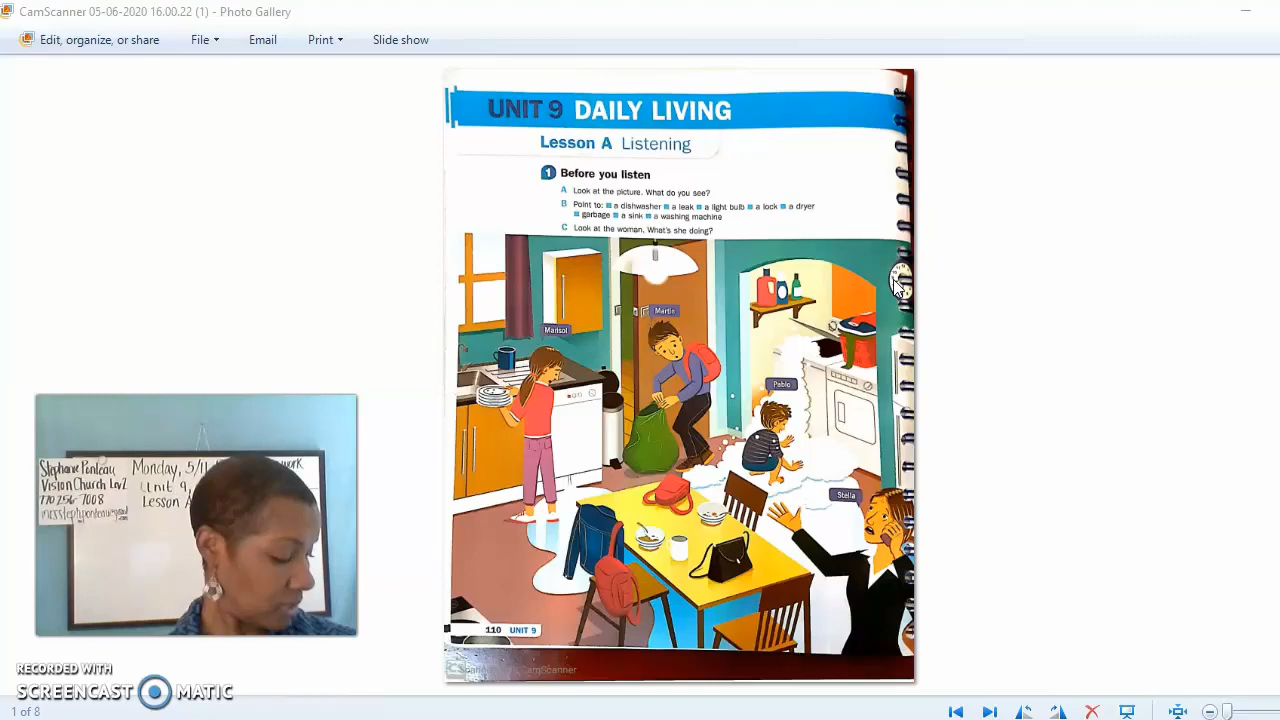 CamScanner 05-06-2020 16.00.22 (1) - Photo Gallery
Edit, organize, or share File Email Print Slide show
UNIT 9 DAILY LIVING
Lesson A Listening
1 Before you listen
A Look at the picture. What do you see?
B Point to: a dishwasher a leak a light bulb a lock a dryer
garbage a sink a washing machine
C Look at the woman. What's she doing?
Martin
Marisol
Pablo
Stella
110 UNIT 9
CS CamScanner
Stephanie
Vision Church Lev 2
770 256-7008
Monday, 5/11
Unit 9
Lesson
RECORDED WITH
SCREENCAST MATIC
1 of 8